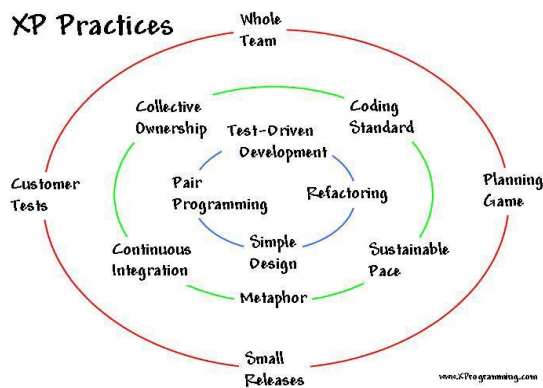 XP Practices
Whole
Team
Collective
Ownership
Coding
Standard
Test-Driven
Development
Customer
Tests
Pair
Programming
Refactoring
Planning
Game
Continuous
Integration
Simple
Design
Sustainable
Pace
Metaphor
Small
Releases
www.XProgramming.com